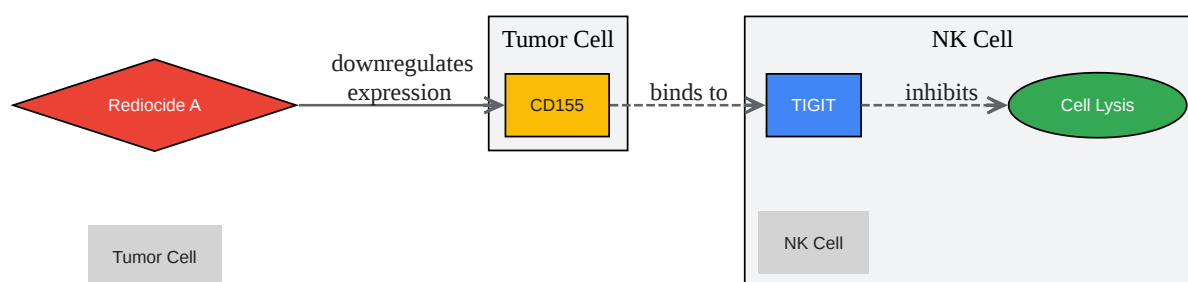 Tumor Cell
NK Cell
downregulates
expression
Rediocide A
CD155
binds to
TIGIT
inhibits
Cell Lysis
Tumor Cell
NK Cell